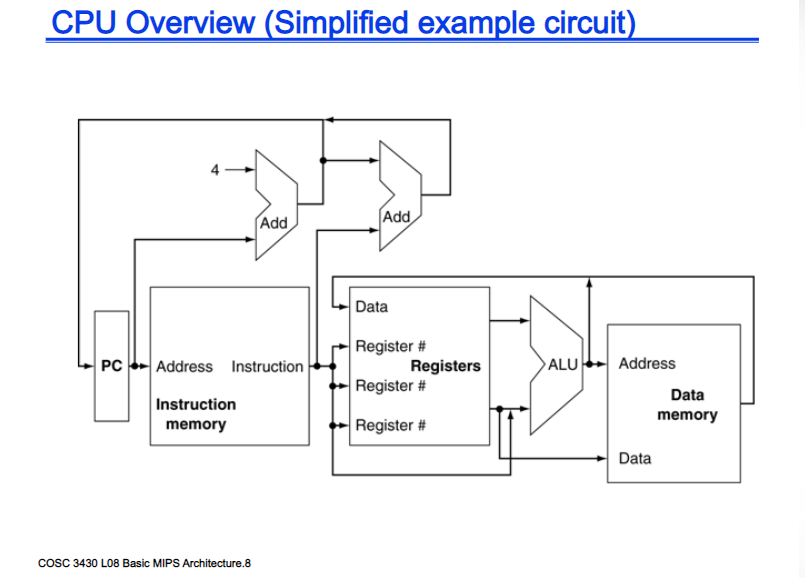 CPU Overview (Simplified example circuit)
4
Add
Add
Data
Register #
PC
Address
Instruction
Registers
ALU
Address
Register #
Instruction
memory
Data
memory
Register #
Data
COSC 3430 L08 Basic MIPS Architecture.8